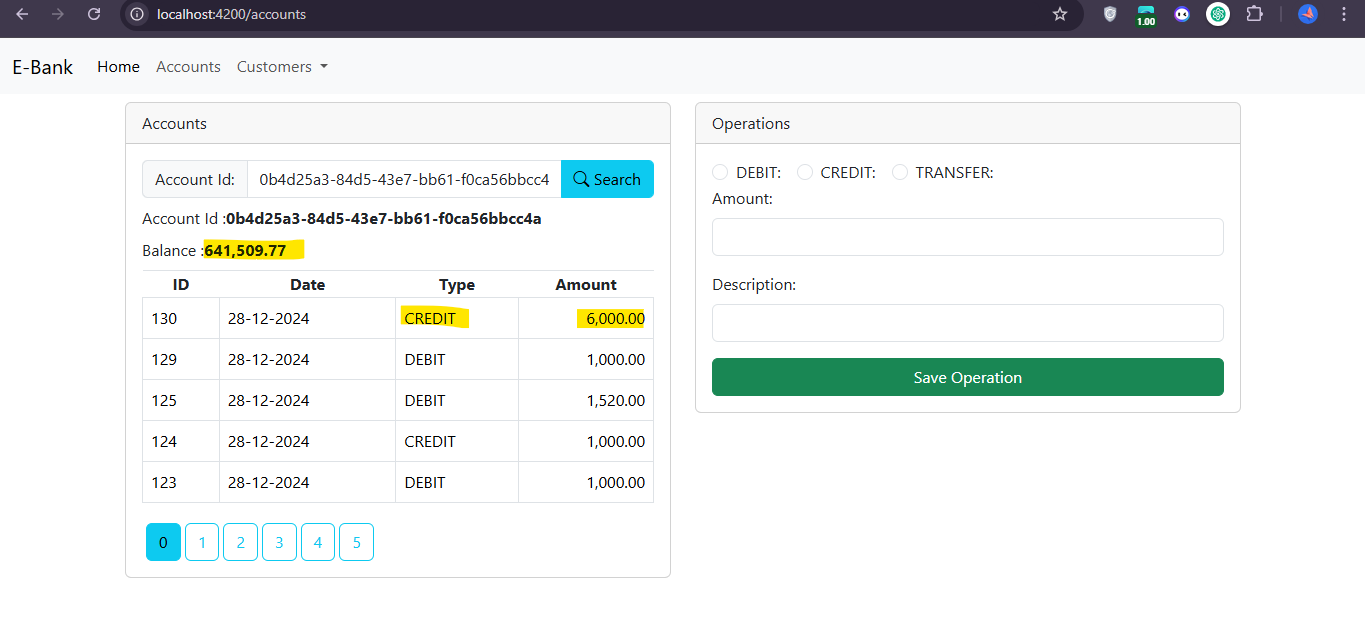 localhost:4200/accounts
1.00
E-Bank Home Accounts Customers
Accounts
Account Id: 0b4d25a3-84d5-43e7-bb61-f0ca56bbcc4 Search
Account Id :0b4d25a3-84d5-43e7-bb61-f0ca56bbcc4a
Balance :641,509.77
ID Date Type Amount
130 28-12-2024 CREDIT 6,000.00
129 28-12-2024 DEBIT 1,000.00
125 28-12-2024 DEBIT 1,520.00
124 28-12-2024 CREDIT 1,000.00
123 28-12-2024 DEBIT 1,000.00
0 1 2 3 4 5
Operations
DEBIT: CREDIT: TRANSFER:
Amount:
Description:
Save Operation